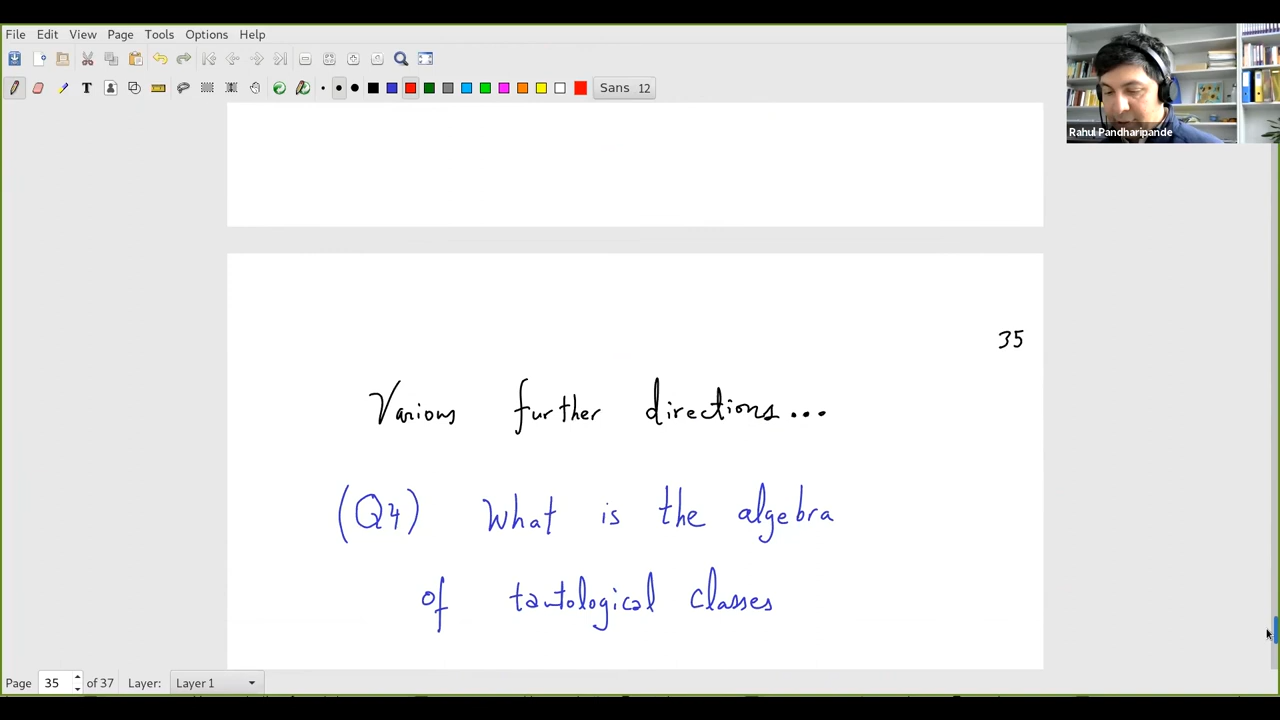 File Edit View Page Tools Options Help
Sans 12
Rahul Pandharipande
35
Various further directions...
(Q4) What is the algebra
of tautological classes
Page 35 of 37 Layer: Layer 1